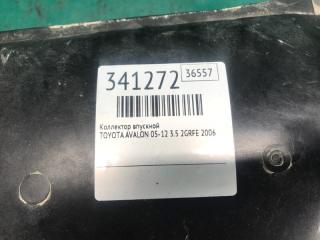 341272 36557
Коллектор впускной
TOYOTA AVALON 05-12 3.5 2GRFE 2006